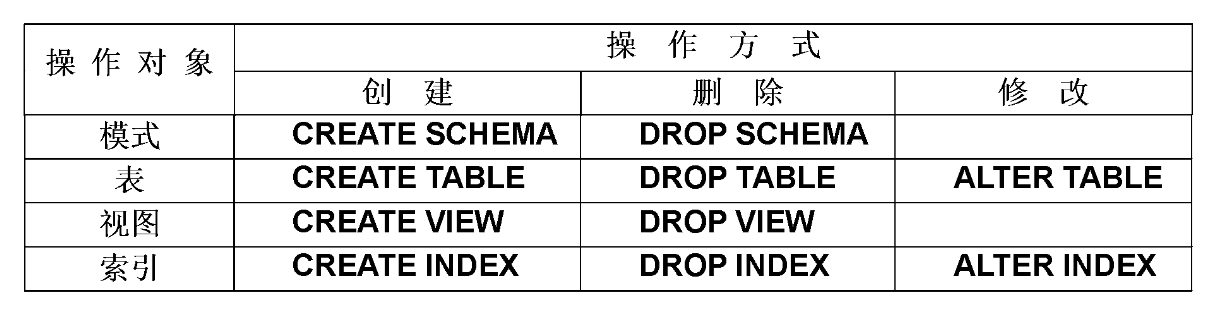 操作对象
操作方式
创建 删除 修改
模式 CREATE SCHEMA DROP SCHEMA
表 CREATE TABLE DROP TABLE ALTER TABLE
视图 CREATE VIEW DROP VIEW
索引 CREATE INDEX DROP INDEX ALTER INDEX